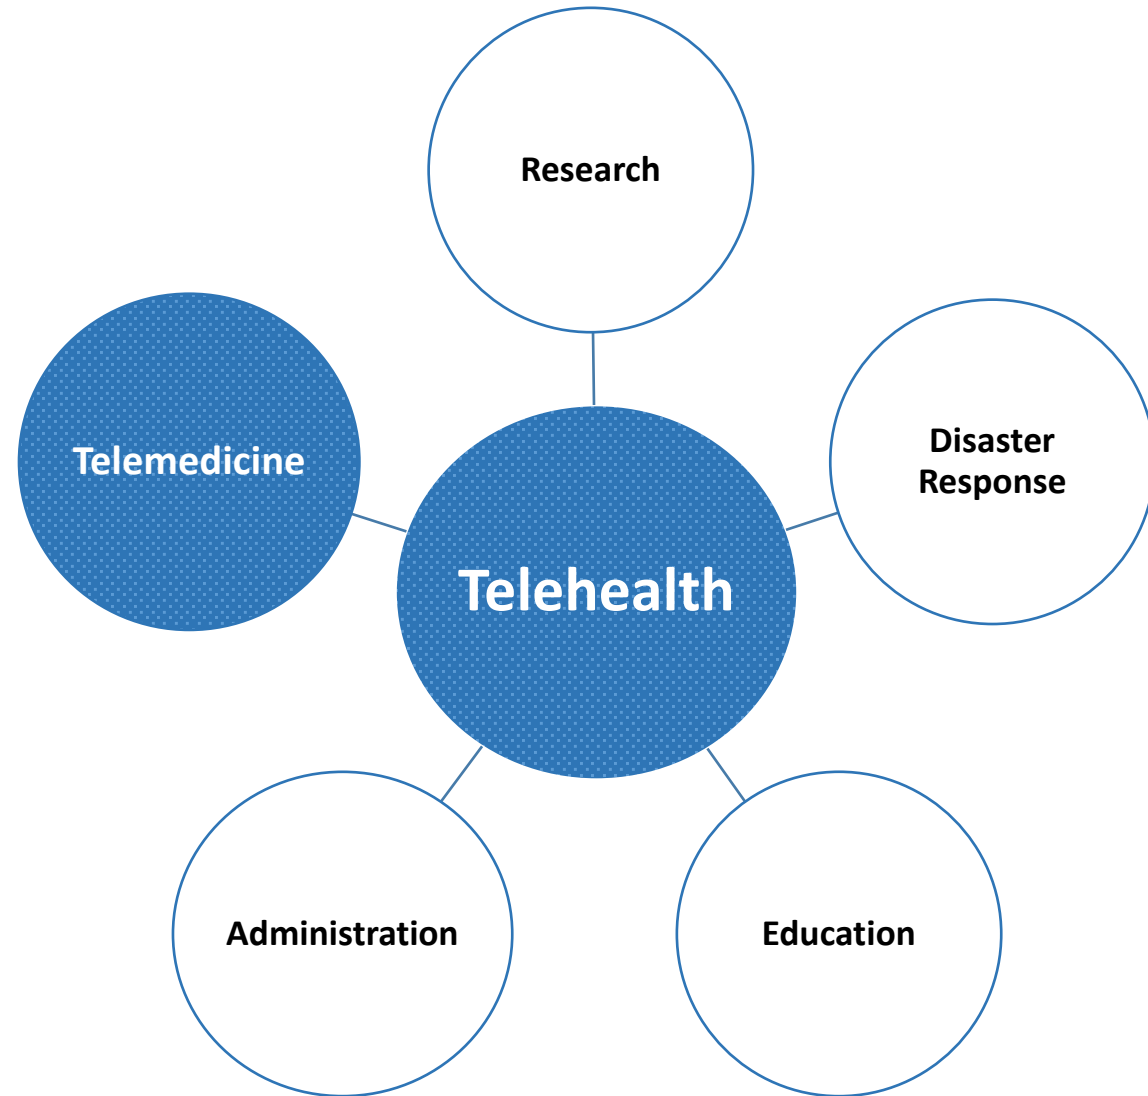 Research
Disaster
Response
Telemedicine
Telehealth
Administration
Education